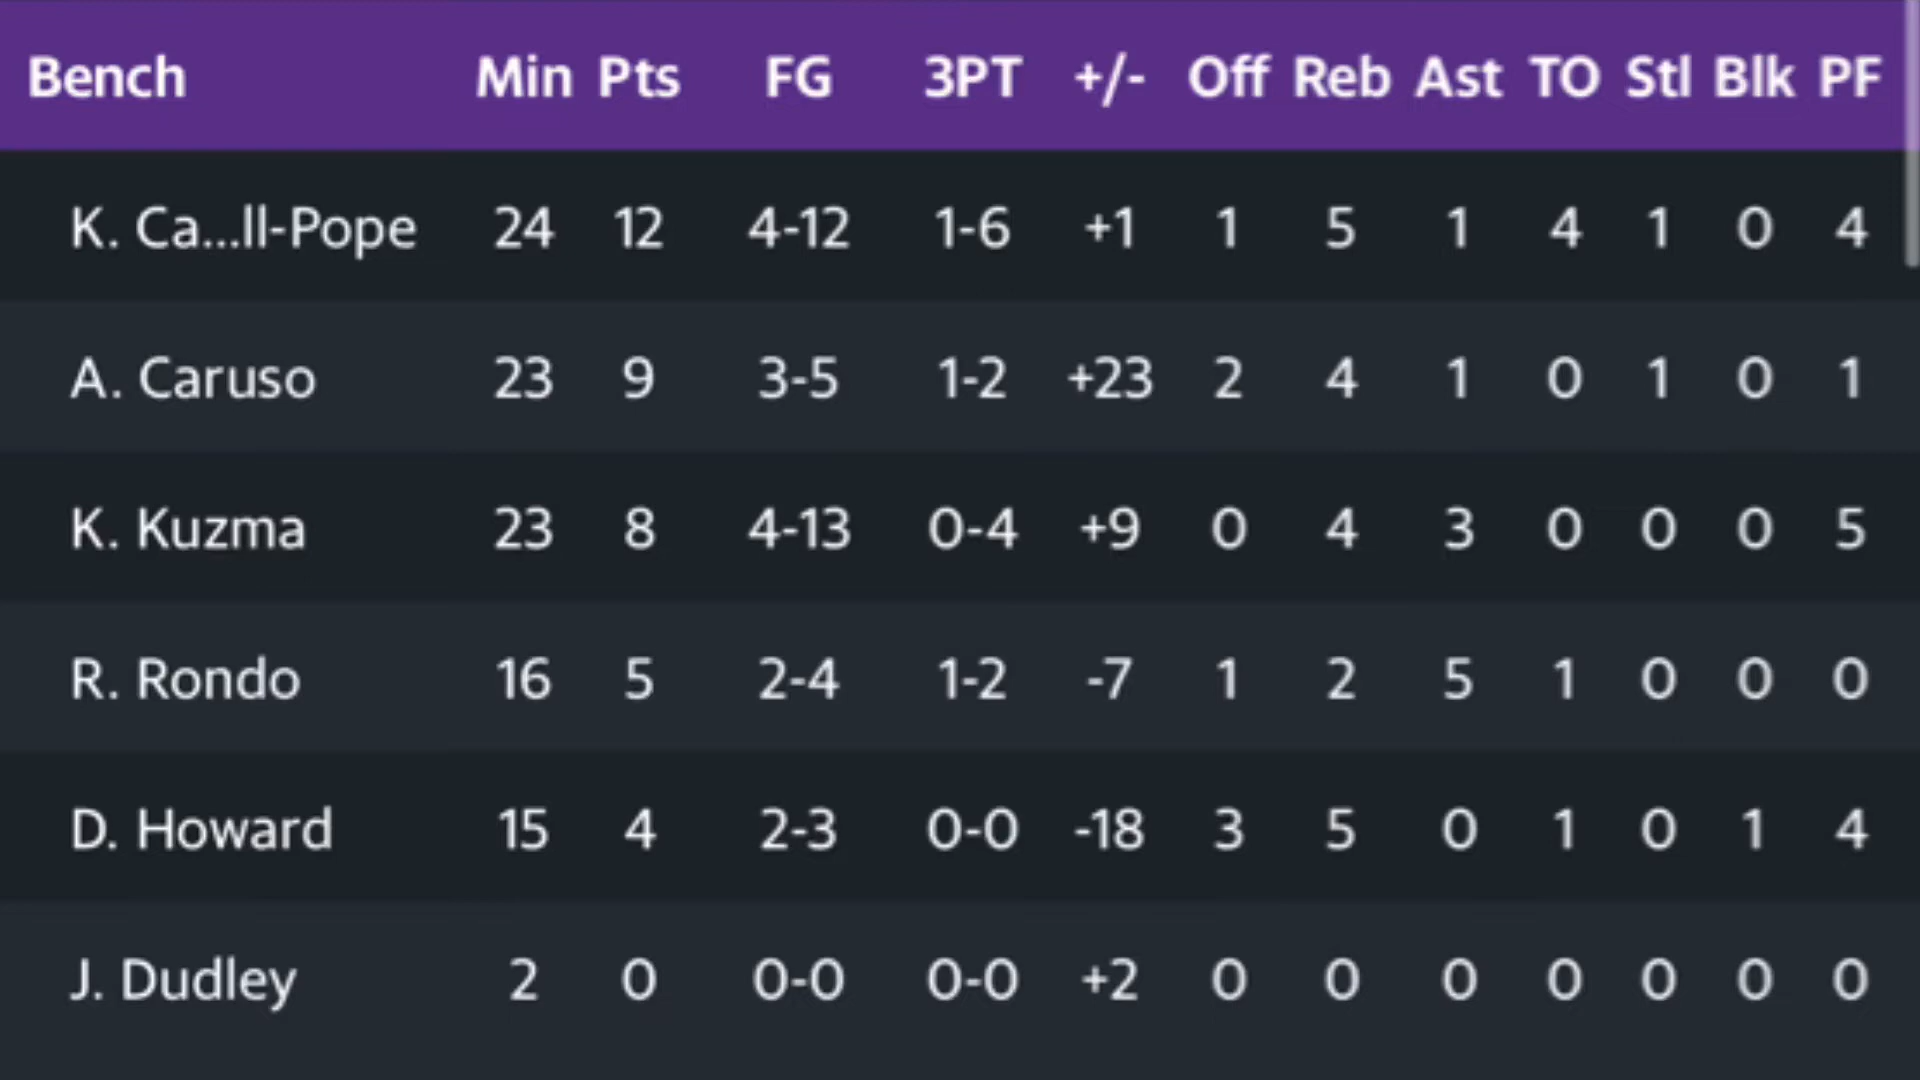 Bench Min Pts FG 3PT +/- Off Reb Ast TO Stl Blk PF
K. Ca...ll-Pope 24 12 4-12 1-6 +1 1 5 1 4 1 0 4
A. Caruso 23 9 3-5 1-2 +23 2 4 1 0 1 0 1
K. Kuzma 23 8 4-13 0-4 +9 0 4 3 0 0 0 5
R. Rondo 16 5 2-4 1-2 -7 1 2 5 1 0 0 0
D. Howard 15 4 2-3 0-0 -18 3 5 0 1 0 1 4
J. Dudley 2 0 0-0 0-0 +2 0 0 0 0 0 0 0